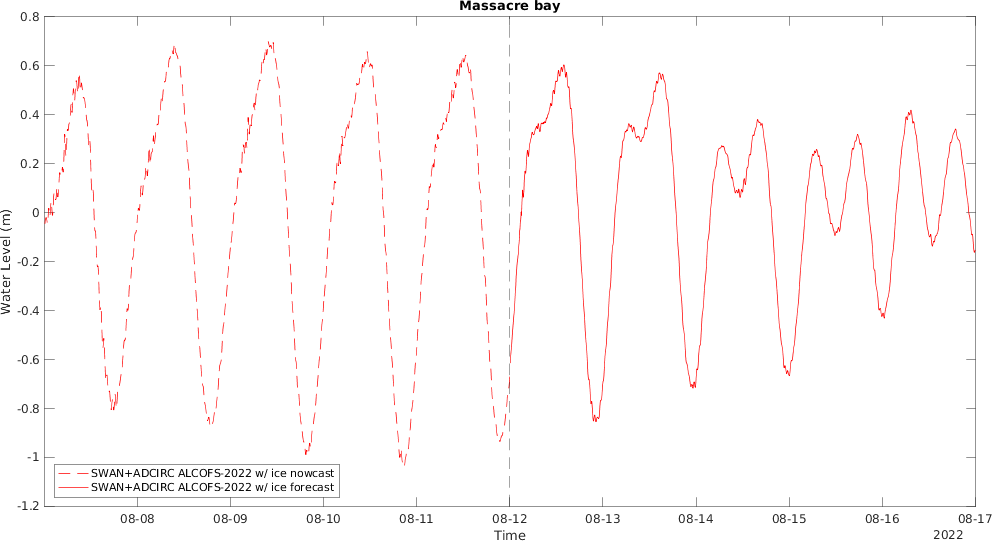 Massacre bay
0.8
0.6
0.4
0.2
0
-0.2
-0.4
-0.6
-0.8
-1
-1.2
Water Level (m)
SWAN+ADCIRC ALCOFS-2022 w/ ice nowcast
SWAN+ADCIRC ALCOFS-2022 w/ ice forecast
08-08 08-09 08-10 08-11 08-12 08-13 08-14 08-15 08-16 08-17
Time
2022